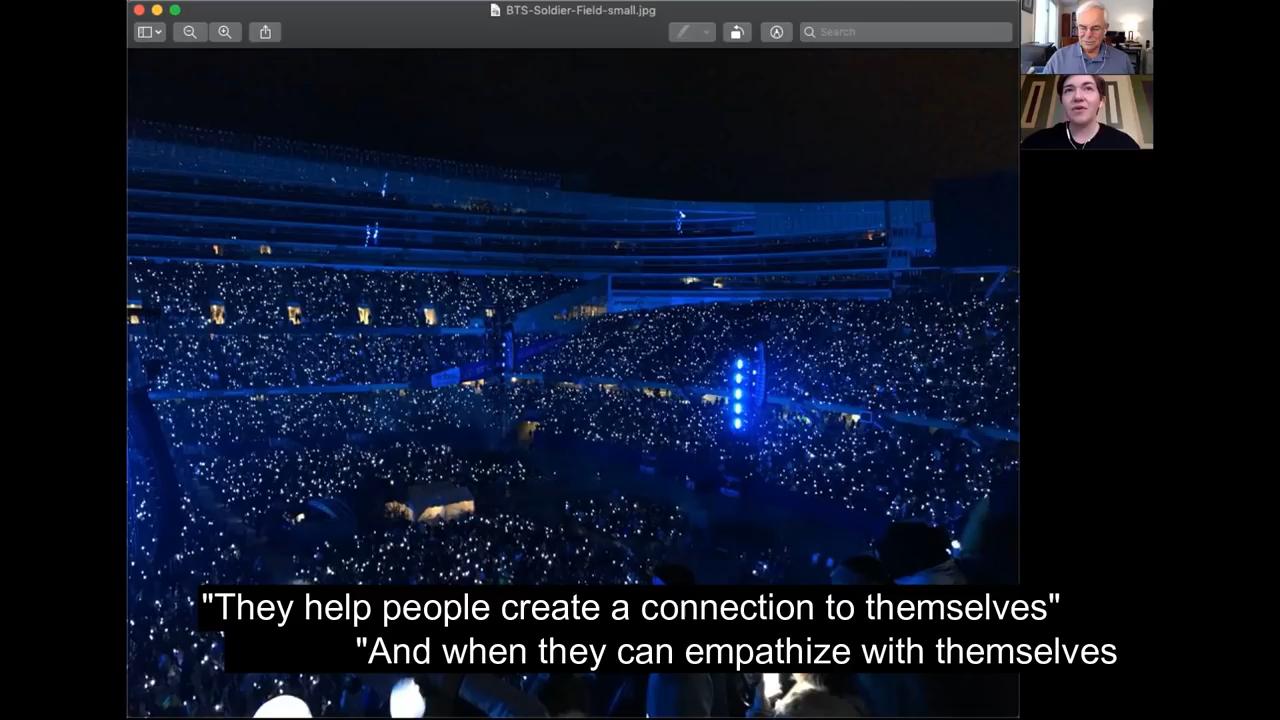 BTS-Soldier-Field-small.jpg
Search
"They help people create a connection to themselves"
"And when they can empathize with themselves